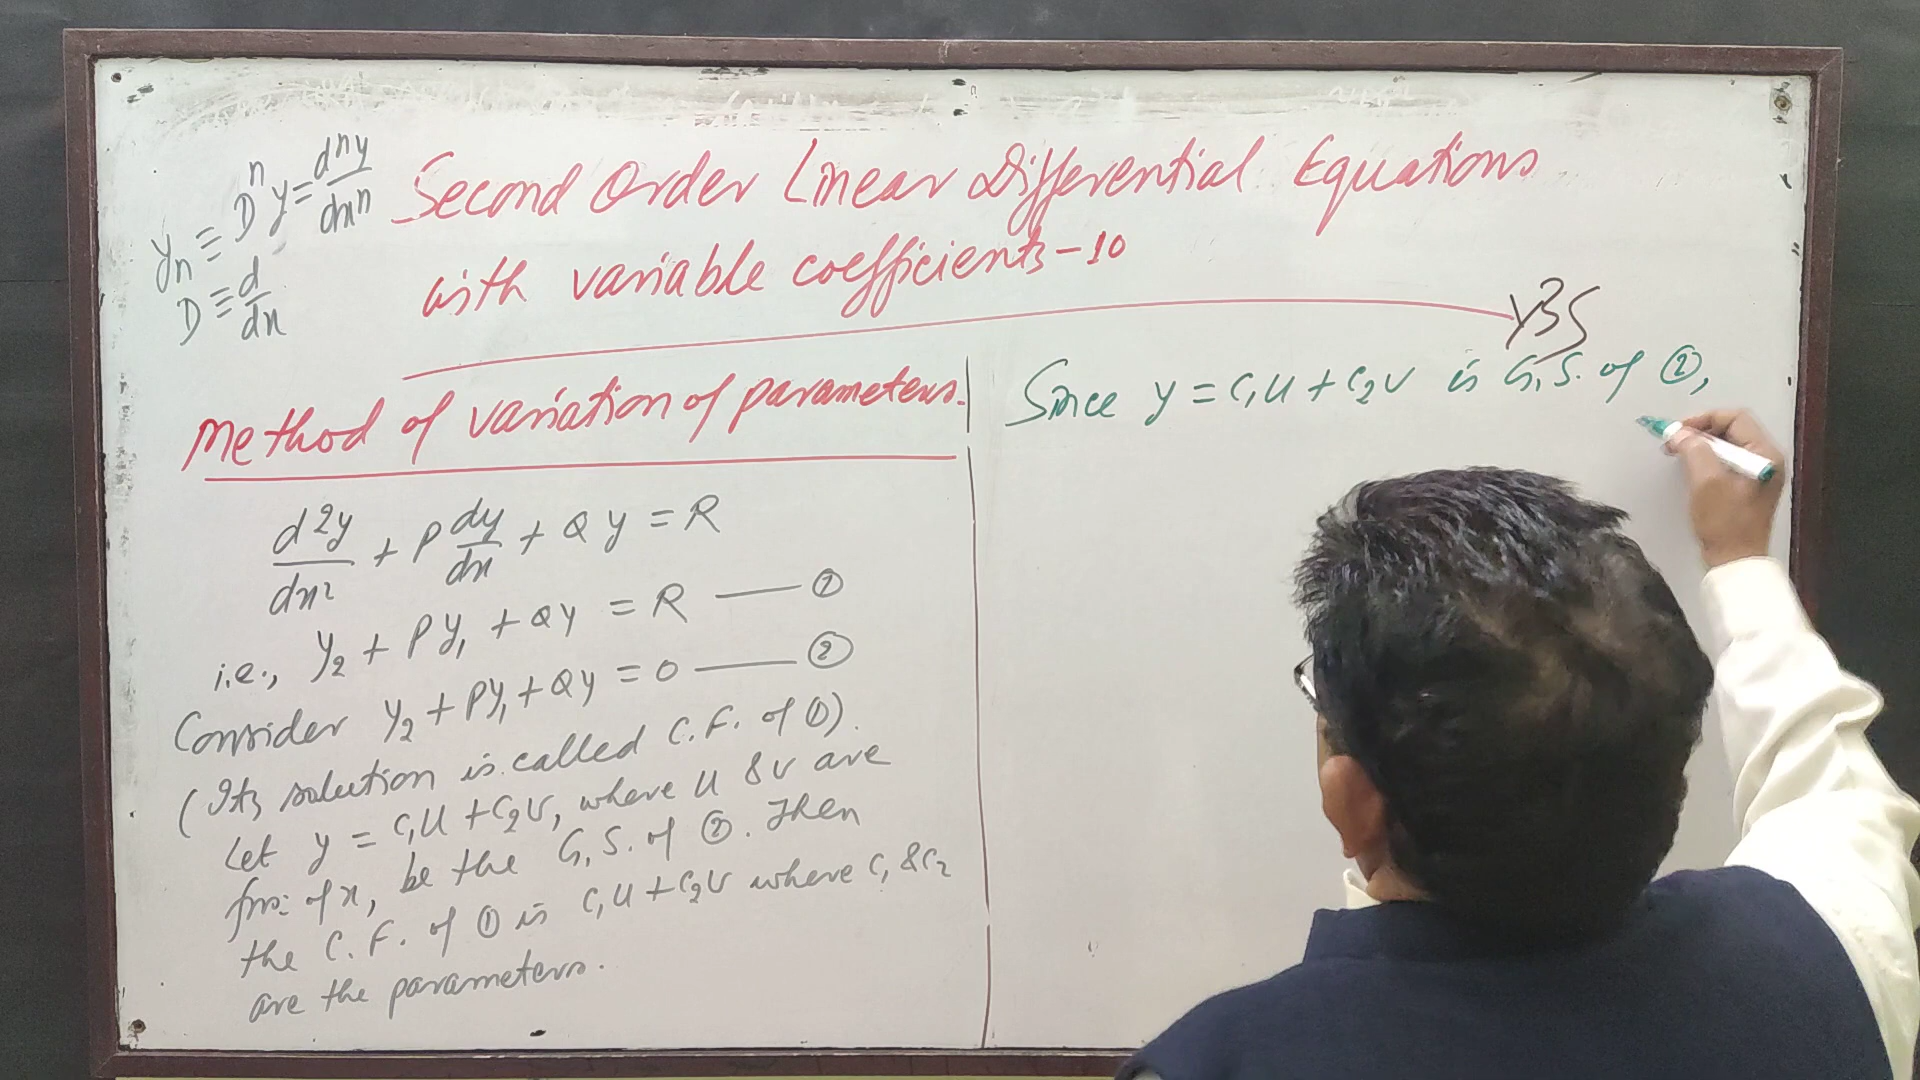 yₙ ≡ Dⁿy = dⁿy/dxⁿ
D ≡ d/dx
Second Order Linear Differential Equations
with variable coefficients-10
YBS
Method of variation of parameters.
d²y/dx² + P dy/dx + Qy = R
i.e., y₂ + Py₁ + Qy = R —— ①
Consider y₂ + Py₁ + Qy = 0 —— ②
(Its solution is called C.F. of ①).
Let y = c₁u + c₂v, where u & v are
fns: of x, be the G.S. of ②. Then
the C.F. of ① is c₁u + c₂v where c₁ & c₂
are the parameters.
Since y = c₁u + c₂v is G.S. of ②,